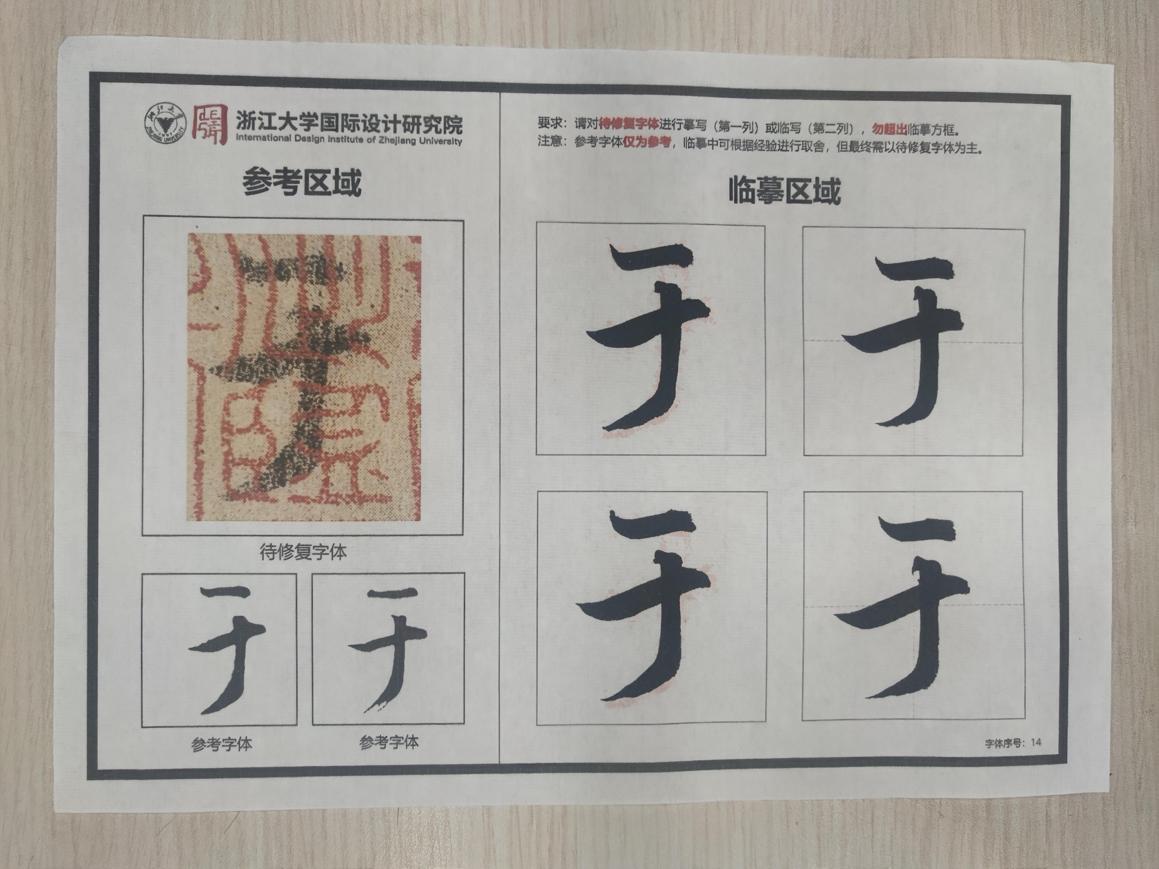 浙江大学国际设计研究院
International Design Institute of Zhejiang University
参考区域
待修复字体
于 于
参考字体 参考字体
要求：请对待修复字体进行摹写（第一列）或临写（第二列），勿超出临摹方框。
注意：参考字体仅为参考，临摹中可根据经验进行取舍，但最终需以待修复字体为主。
临摹区域
于 于
于 于
字体序号：14